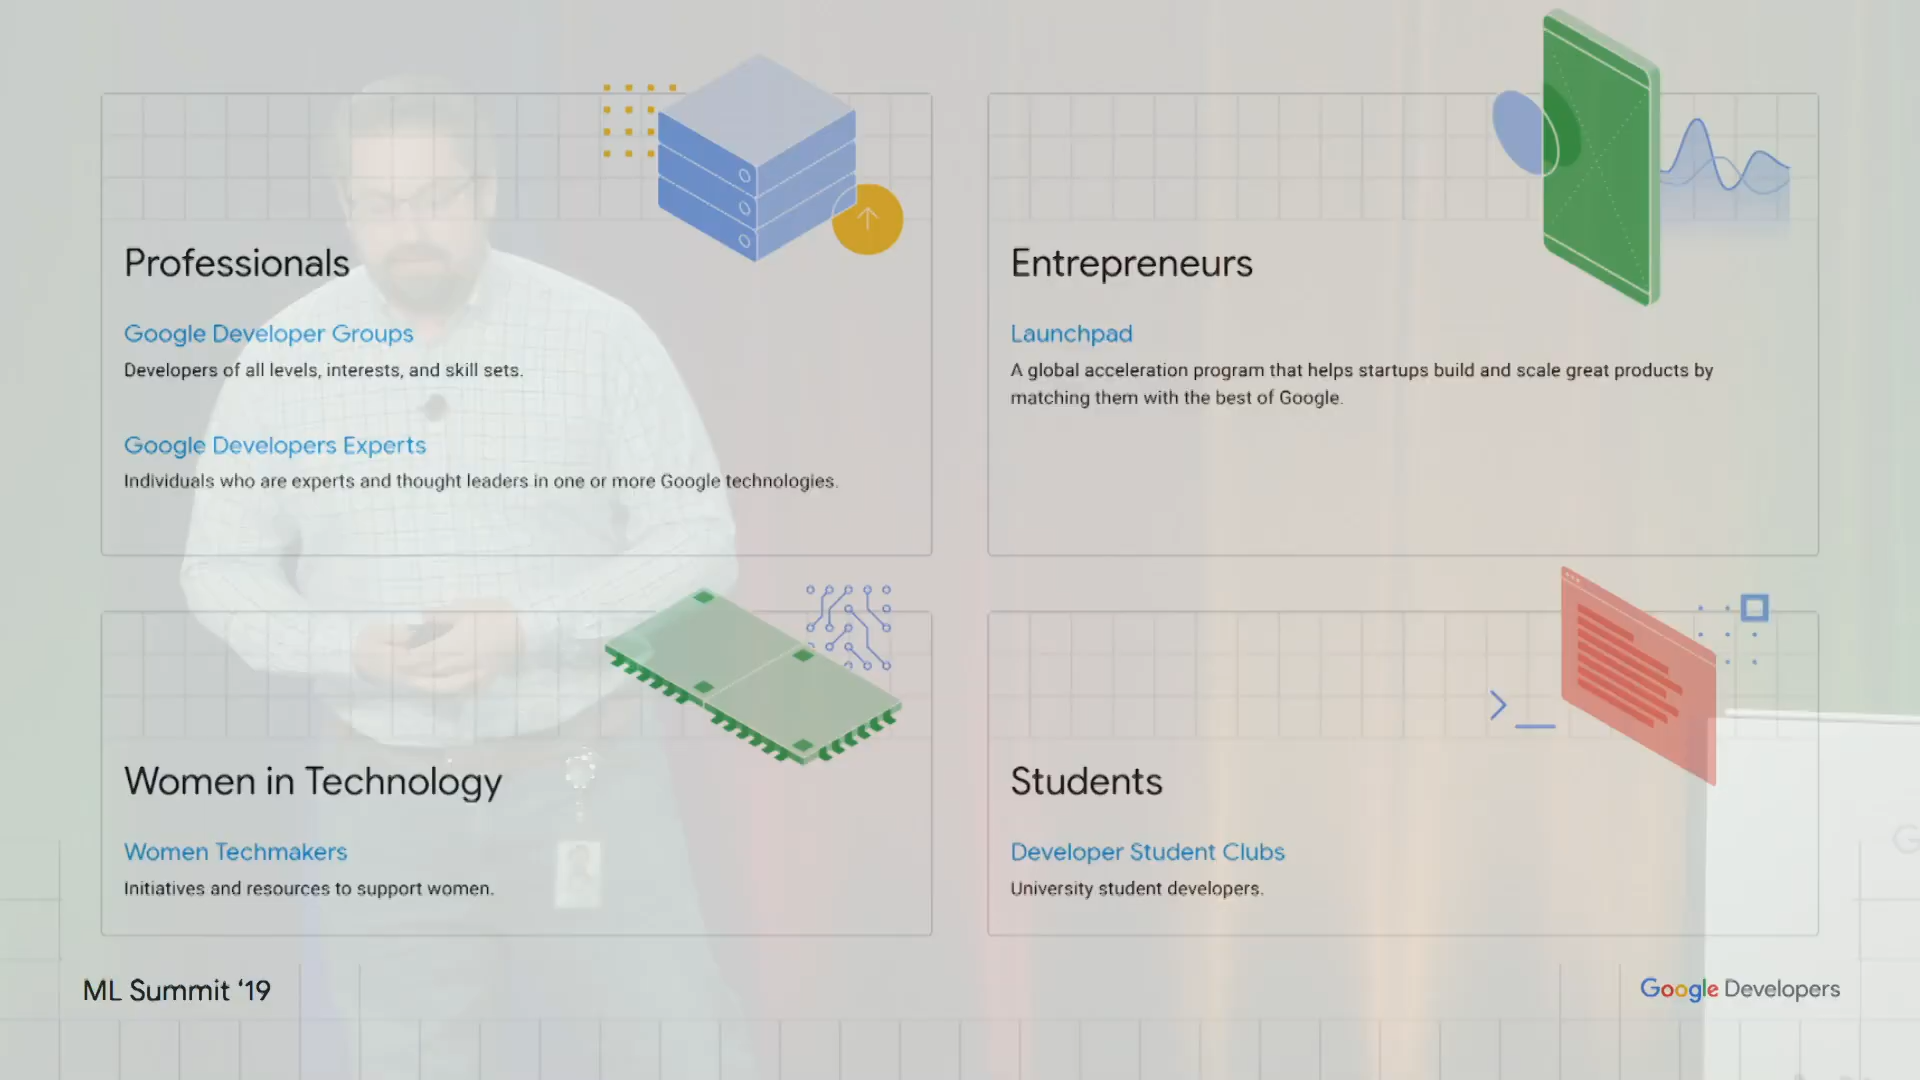 Professionals
Google Developer Groups
Developers of all levels, interests, and skill sets.
Google Developers Experts
Individuals who are experts and thought leaders in one or more Google technologies.
Entrepreneurs
Launchpad
A global acceleration program that helps startups build and scale great products by
matching them with the best of Google.
Women in Technology
Women Techmakers
Initiatives and resources to support women.
Students
Developer Student Clubs
University student developers.
ML Summit ‘19
Google Developers